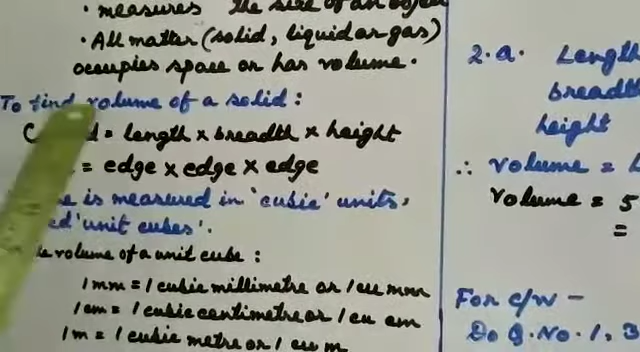 • measures the size of an object
• All matter (solid, liquid or gas)
occupies space or has volume.
To find volume of a solid:
= length x breadth x height
= edge x edge x edge
is measured in 'cubic' units,
'unit cubes'.
volume of a unit cube:
1mm = 1 cubic millimetre or 1 cu mm
1cm = 1 cubic centimetre or 1 cu cm
1m = 1 cubic metre or 1 cu m
2.a. Length
breadth
height
∴ volume =
volume = 5
=
For c/w -
Do Q.No. 1, 3